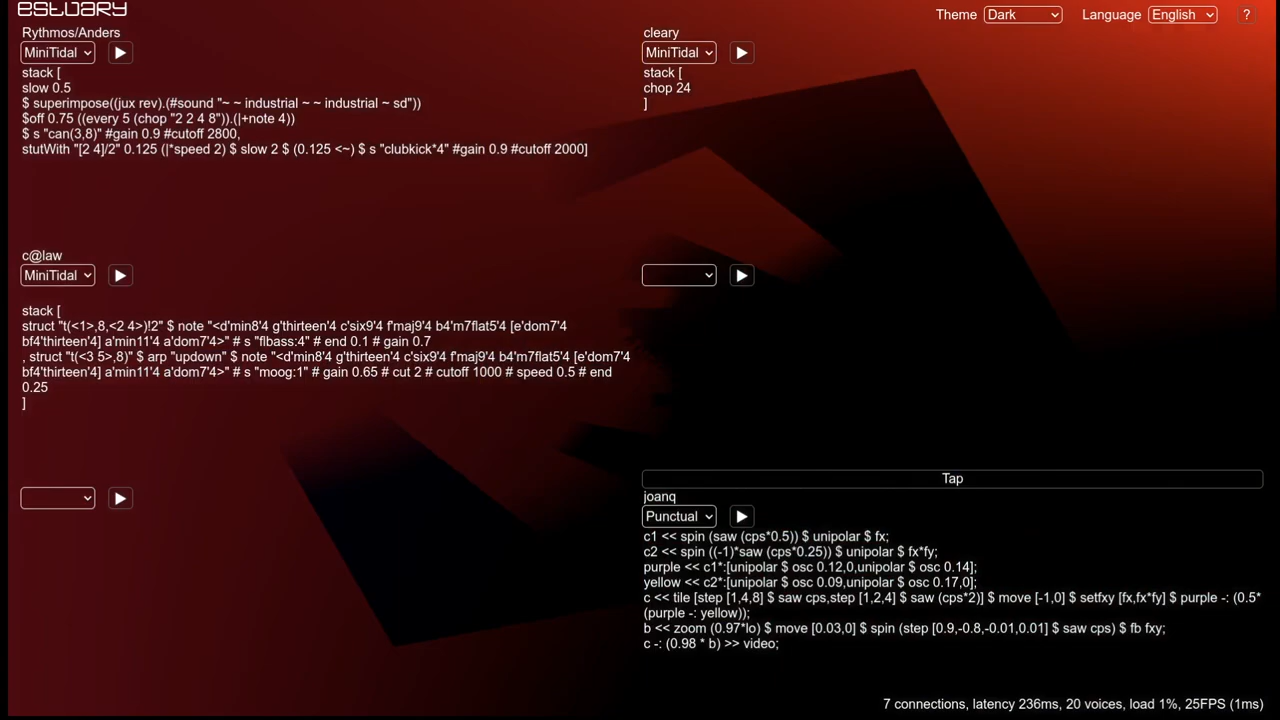 estuary
Theme Dark Language English ?
Rythmos/Anders
MiniTidal
stack [
slow 0.5
$ superimpose((jux rev).(#sound "~ ~ industrial ~ ~ industrial ~ sd"))
$off 0.75 ((every 5 (chop "2 2 4 8")).(|+note 4))
$ s "can(3,8)" #gain 0.9 #cutoff 2800,
stutWith "[2 4]/2" 0.125 (|*speed 2) $ slow 2 $ (0.125 <~) $ s "clubkick*4" #gain 0.9 #cutoff 2000]
cleary
MiniTidal
stack [
chop 24
]
c@law
MiniTidal
stack [
struct "t(<1>,8,<2 4>)!2" $ note "<d'min8'4 g'thirteen'4 c'six9'4 f'maj9'4 b4'm7flat5'4 [e'dom7'4
bf4'thirteen'4] a'min11'4 a'dom7'4>" # s "flbass:4" # end 0.1 # gain 0.7
, struct "t(<3 5>,8)" $ arp "updown" $ note "<d'min8'4 g'thirteen'4 c'six9'4 f'maj9'4 b4'm7flat5'4 [e'dom7'4
bf4'thirteen'4] a'min11'4 a'dom7'4>" # s "moog:1" # gain 0.65 # cut 2 # cutoff 1000 # speed 0.5 # end
0.25
]
Tap
joanq
Punctual
c1 << spin (saw (cps*0.5)) $ unipolar $ fx;
c2 << spin ((-1)*saw (cps*0.25)) $ unipolar $ fx*fy;
purple << c1*:[unipolar $ osc 0.12,0,unipolar $ osc 0.14];
yellow << c2*:[unipolar $ osc 0.09,unipolar $ osc 0.17,0];
c << tile [step [1,4,8] $ saw cps,step [1,2,4] $ saw (cps*2)] $ move [-1,0] $ setfxy [fx,fx*fy] $ purple -: (0.5*
(purple -: yellow));
b << zoom (0.97*lo) $ move [0.03,0] $ spin (step [0.9,-0.8,-0.01,0.01] $ saw cps) $ fb fxy;
c -: (0.98 * b) >> video;
7 connections, latency 236ms, 20 voices, load 1%, 25FPS (1ms)